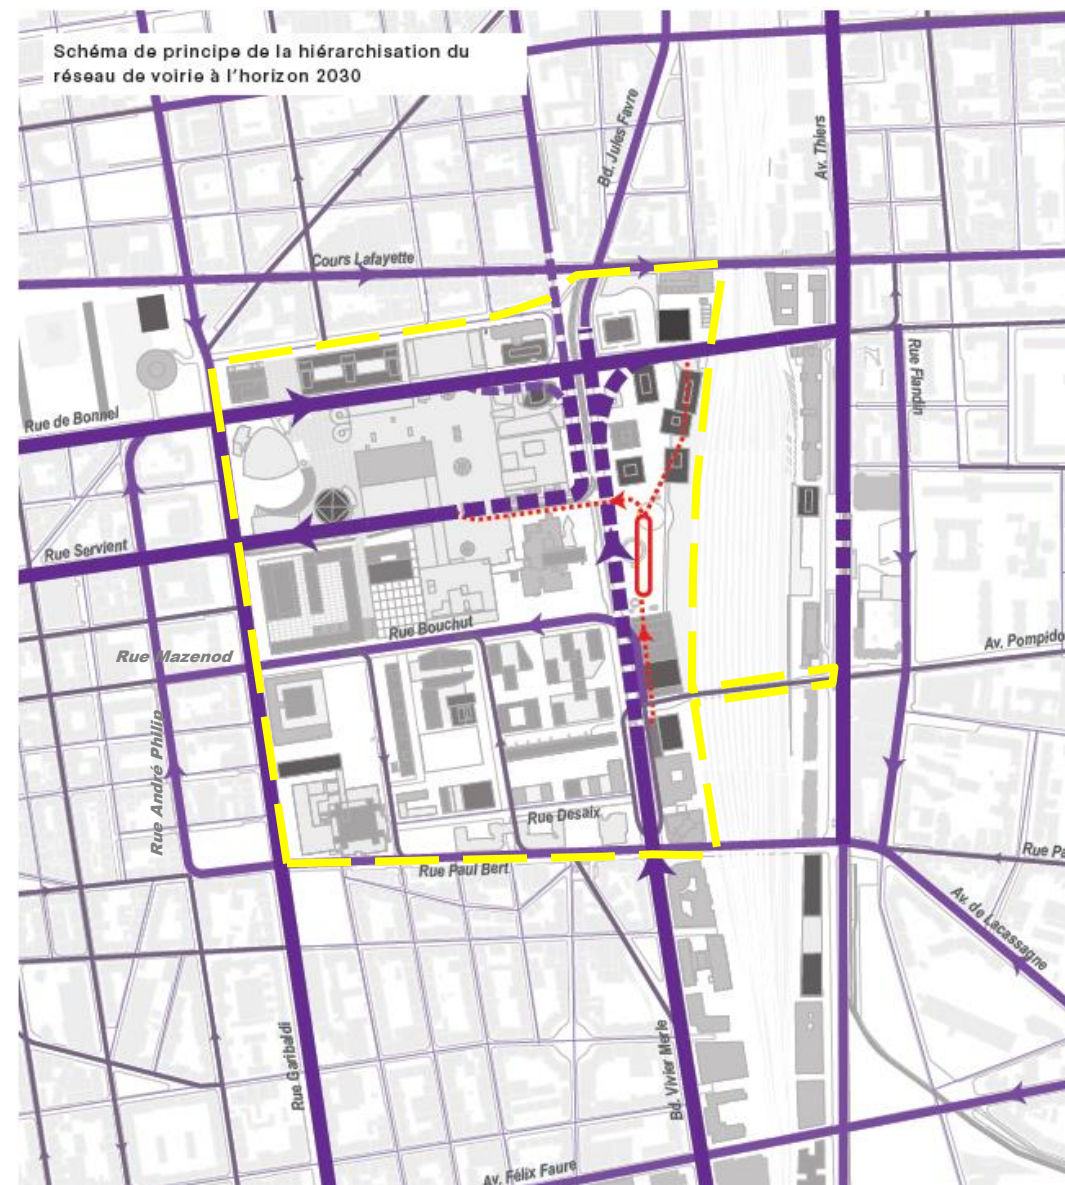 Schéma de principe de la hiérarchisation du
réseau de voirie à l'horizon 2030
Bd. Jules Favre
Av. Thiers
Cours Lafayette
Rue Flandin
Rue de Bonnel
Rue Servient
Rue Bouchut
Av. Pompido
Rue Mazenod
Rue André Philip
Rue Desaix
Rue Paul Bert
Rue Pa
Av. de Lacassagne
Rue Garibaldi
Bd. Vivier Merle
Av. Félix Faure